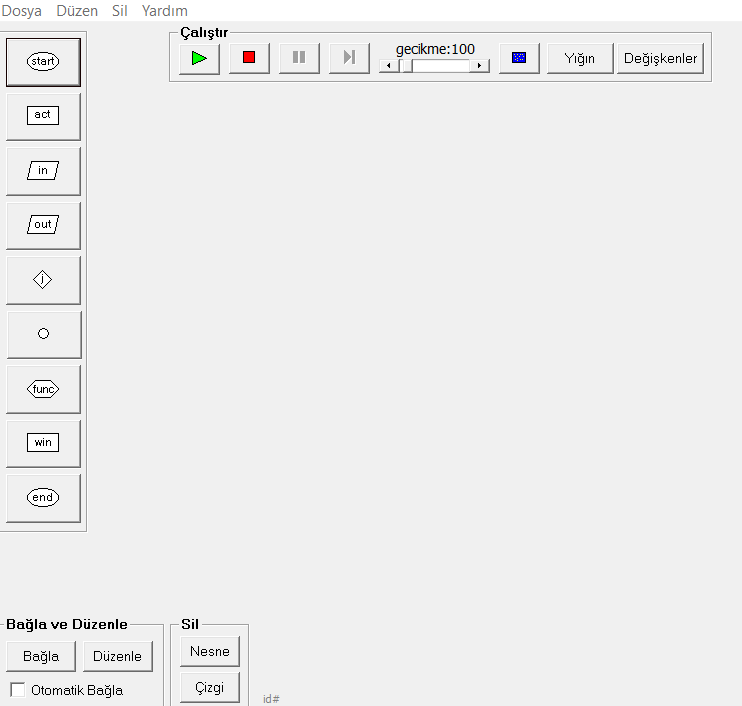 Dosya Düzen Sil Yardım
Çalıştır
gecikme:100
Yığın
Değişkenler
start
act
in
out
func
win
end
Bağla ve Düzenle
Bağla
Düzenle
Otomatik Bağla
Sil
Nesne
Çizgi
id#